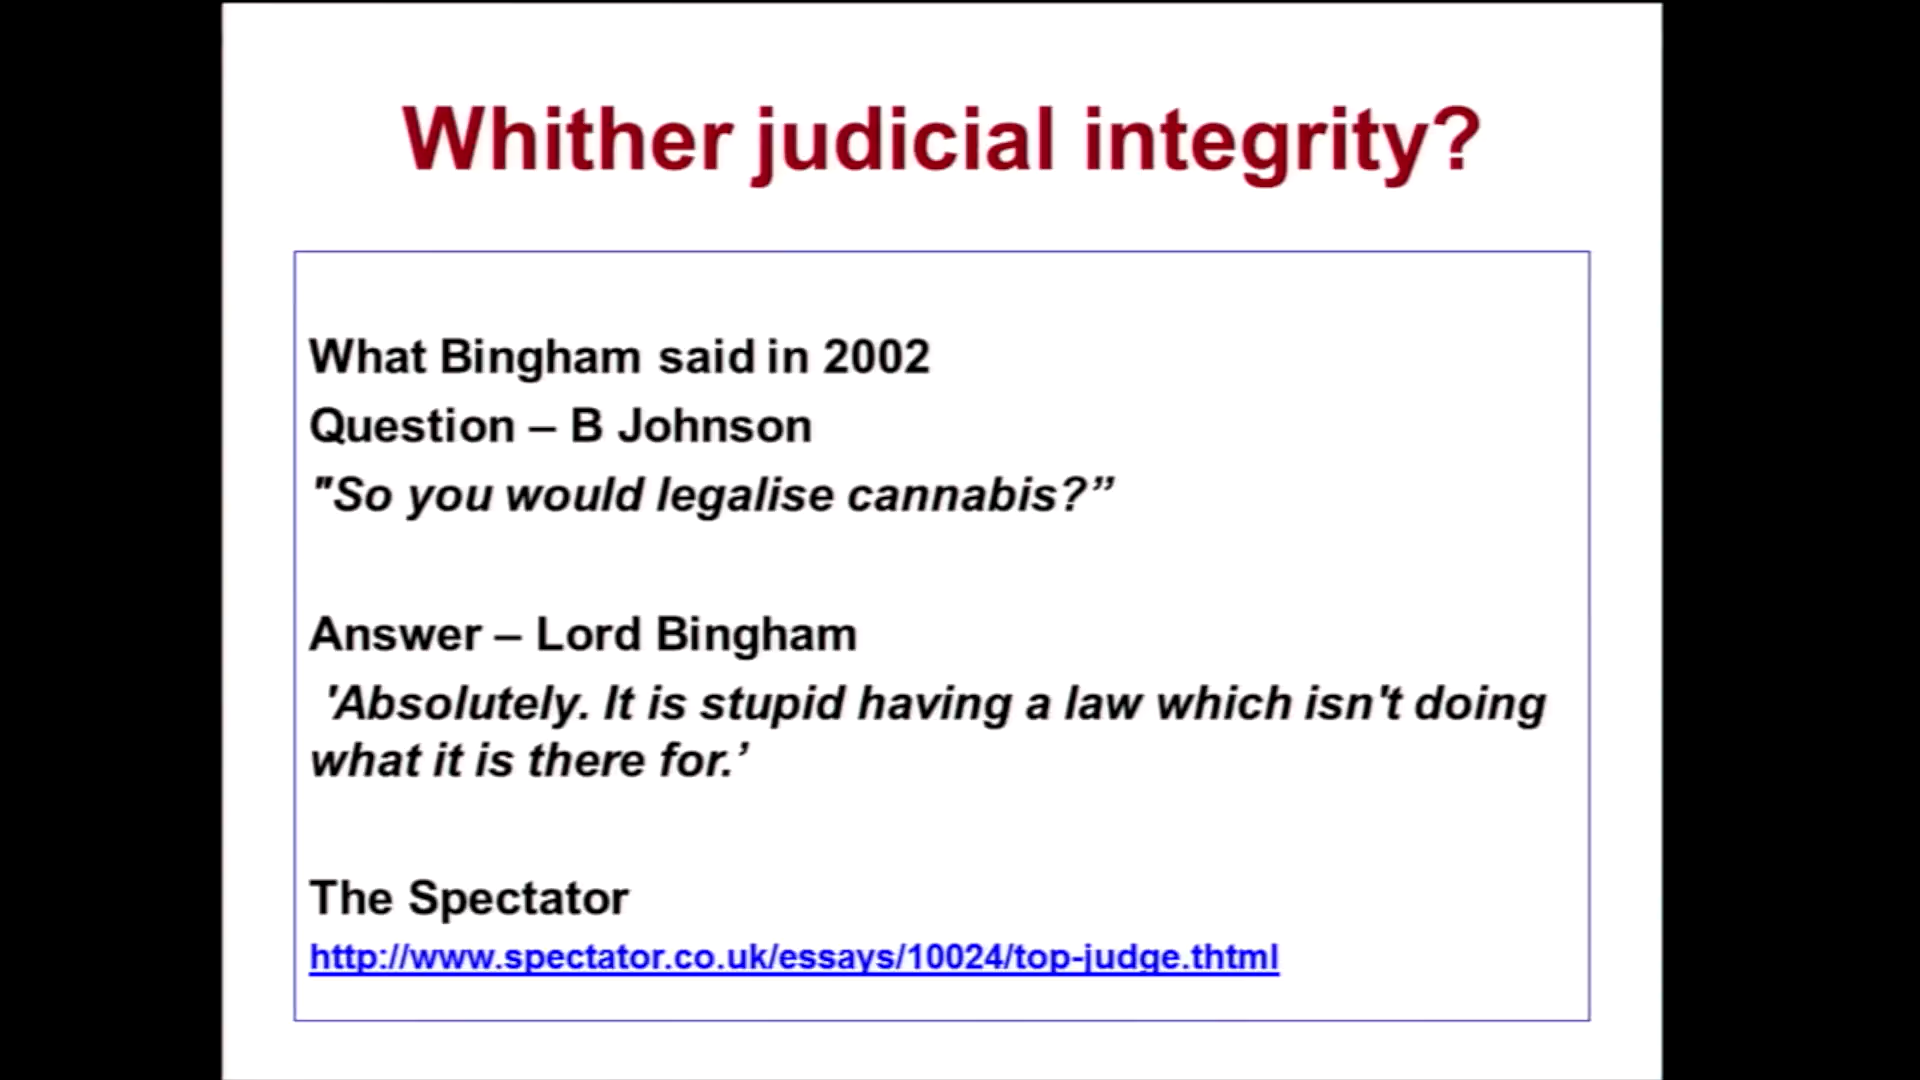 Whither judicial integrity?
What Bingham said in 2002
Question – B Johnson
"So you would legalise cannabis?”
Answer – Lord Bingham
'Absolutely. It is stupid having a law which isn't doing
what it is there for.’
The Spectator
http://www.spectator.co.uk/essays/10024/top-judge.thtml